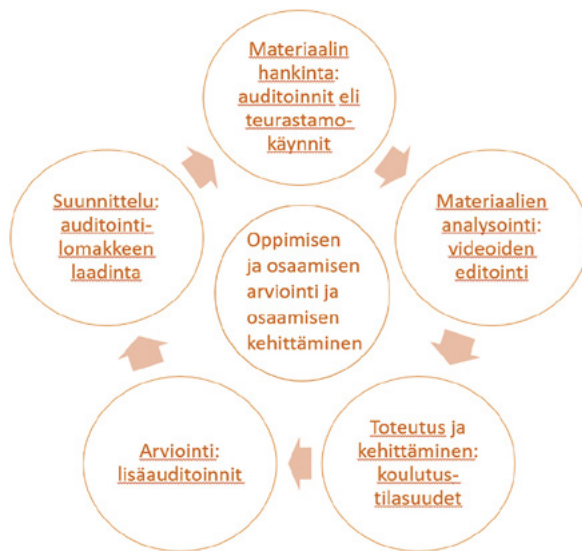 Materiaalin
hankinta:
auditoinnit eli
teurastamo-
käynnit
Suunnittelu:
auditointi-
lomakkeen
laadinta
Materiaalien
analysointi:
videoiden
editointi
Oppimisen
ja osaamisen
arviointi ja
osaamisen
kehittäminen
Arviointi:
lisäauditoinnit
Toteutus ja
kehittäminen:
koulutus-
tilasuudet